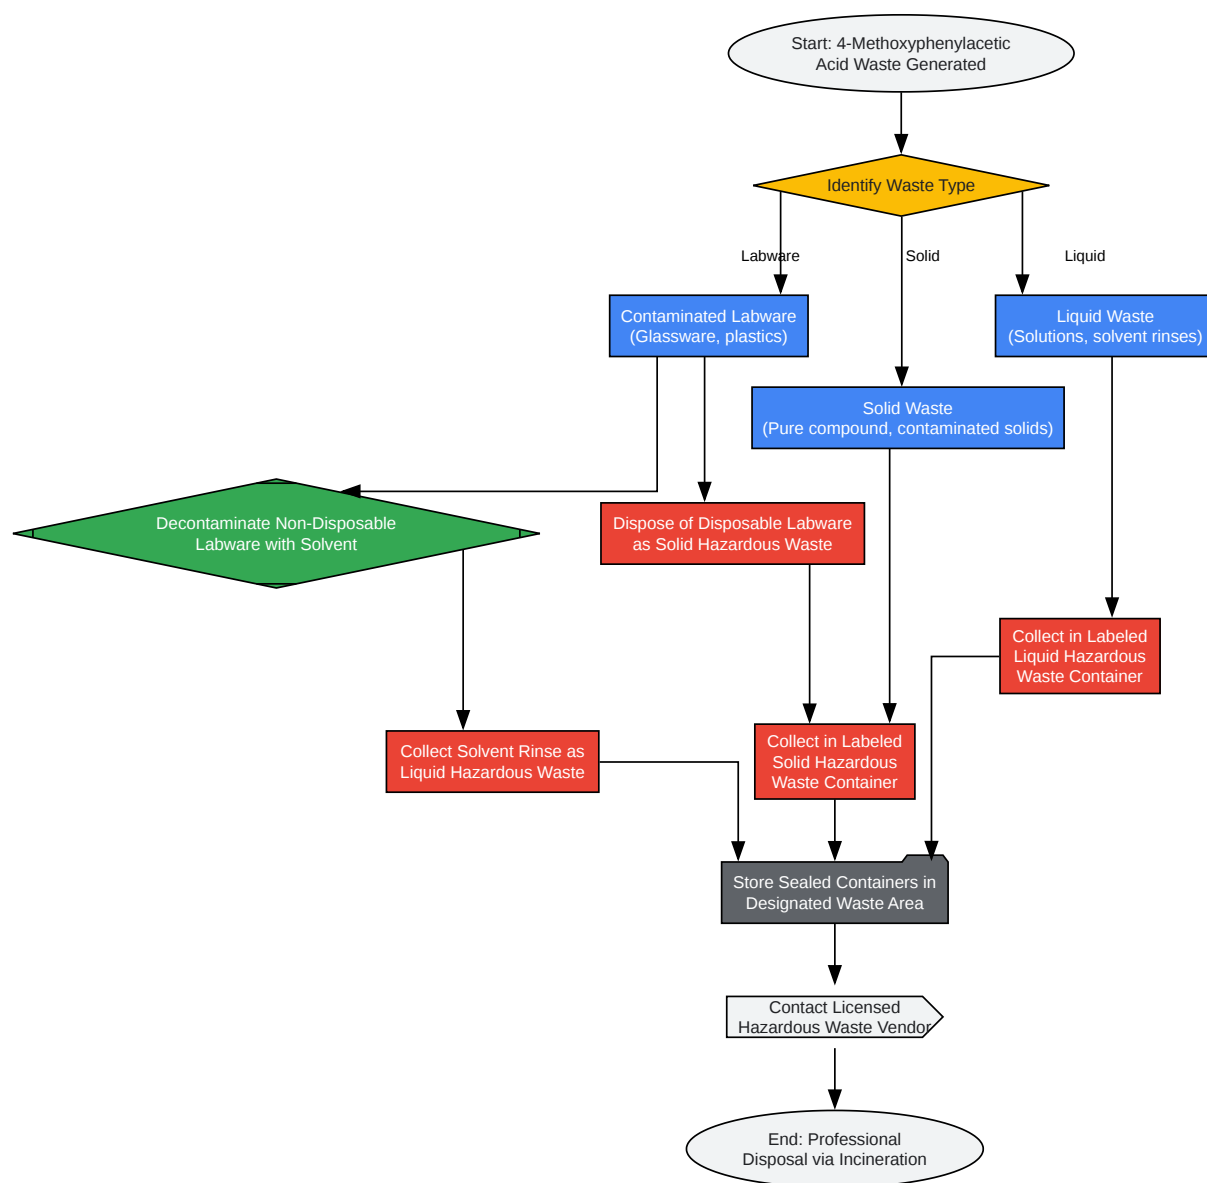 Start: 4-Methoxyphenylacetic
Acid Waste Generated
Identify Waste Type
Labware
Solid
Liquid
Contaminated Labware
(Glassware, plastics)
Liquid Waste
(Solutions, solvent rinses)
Solid Waste
(Pure compound, contaminated solids)
Decontaminate Non-Disposable
Labware with Solvent
Dispose of Disposable Labware
as Solid Hazardous Waste
Collect in Labeled
Liquid Hazardous
Waste Container
Collect Solvent Rinse as
Liquid Hazardous Waste
Collect in Labeled
Solid Hazardous
Waste Container
Store Sealed Containers in
Designated Waste Area
Contact Licensed
Hazardous Waste Vendor
End: Professional
Disposal via Incineration